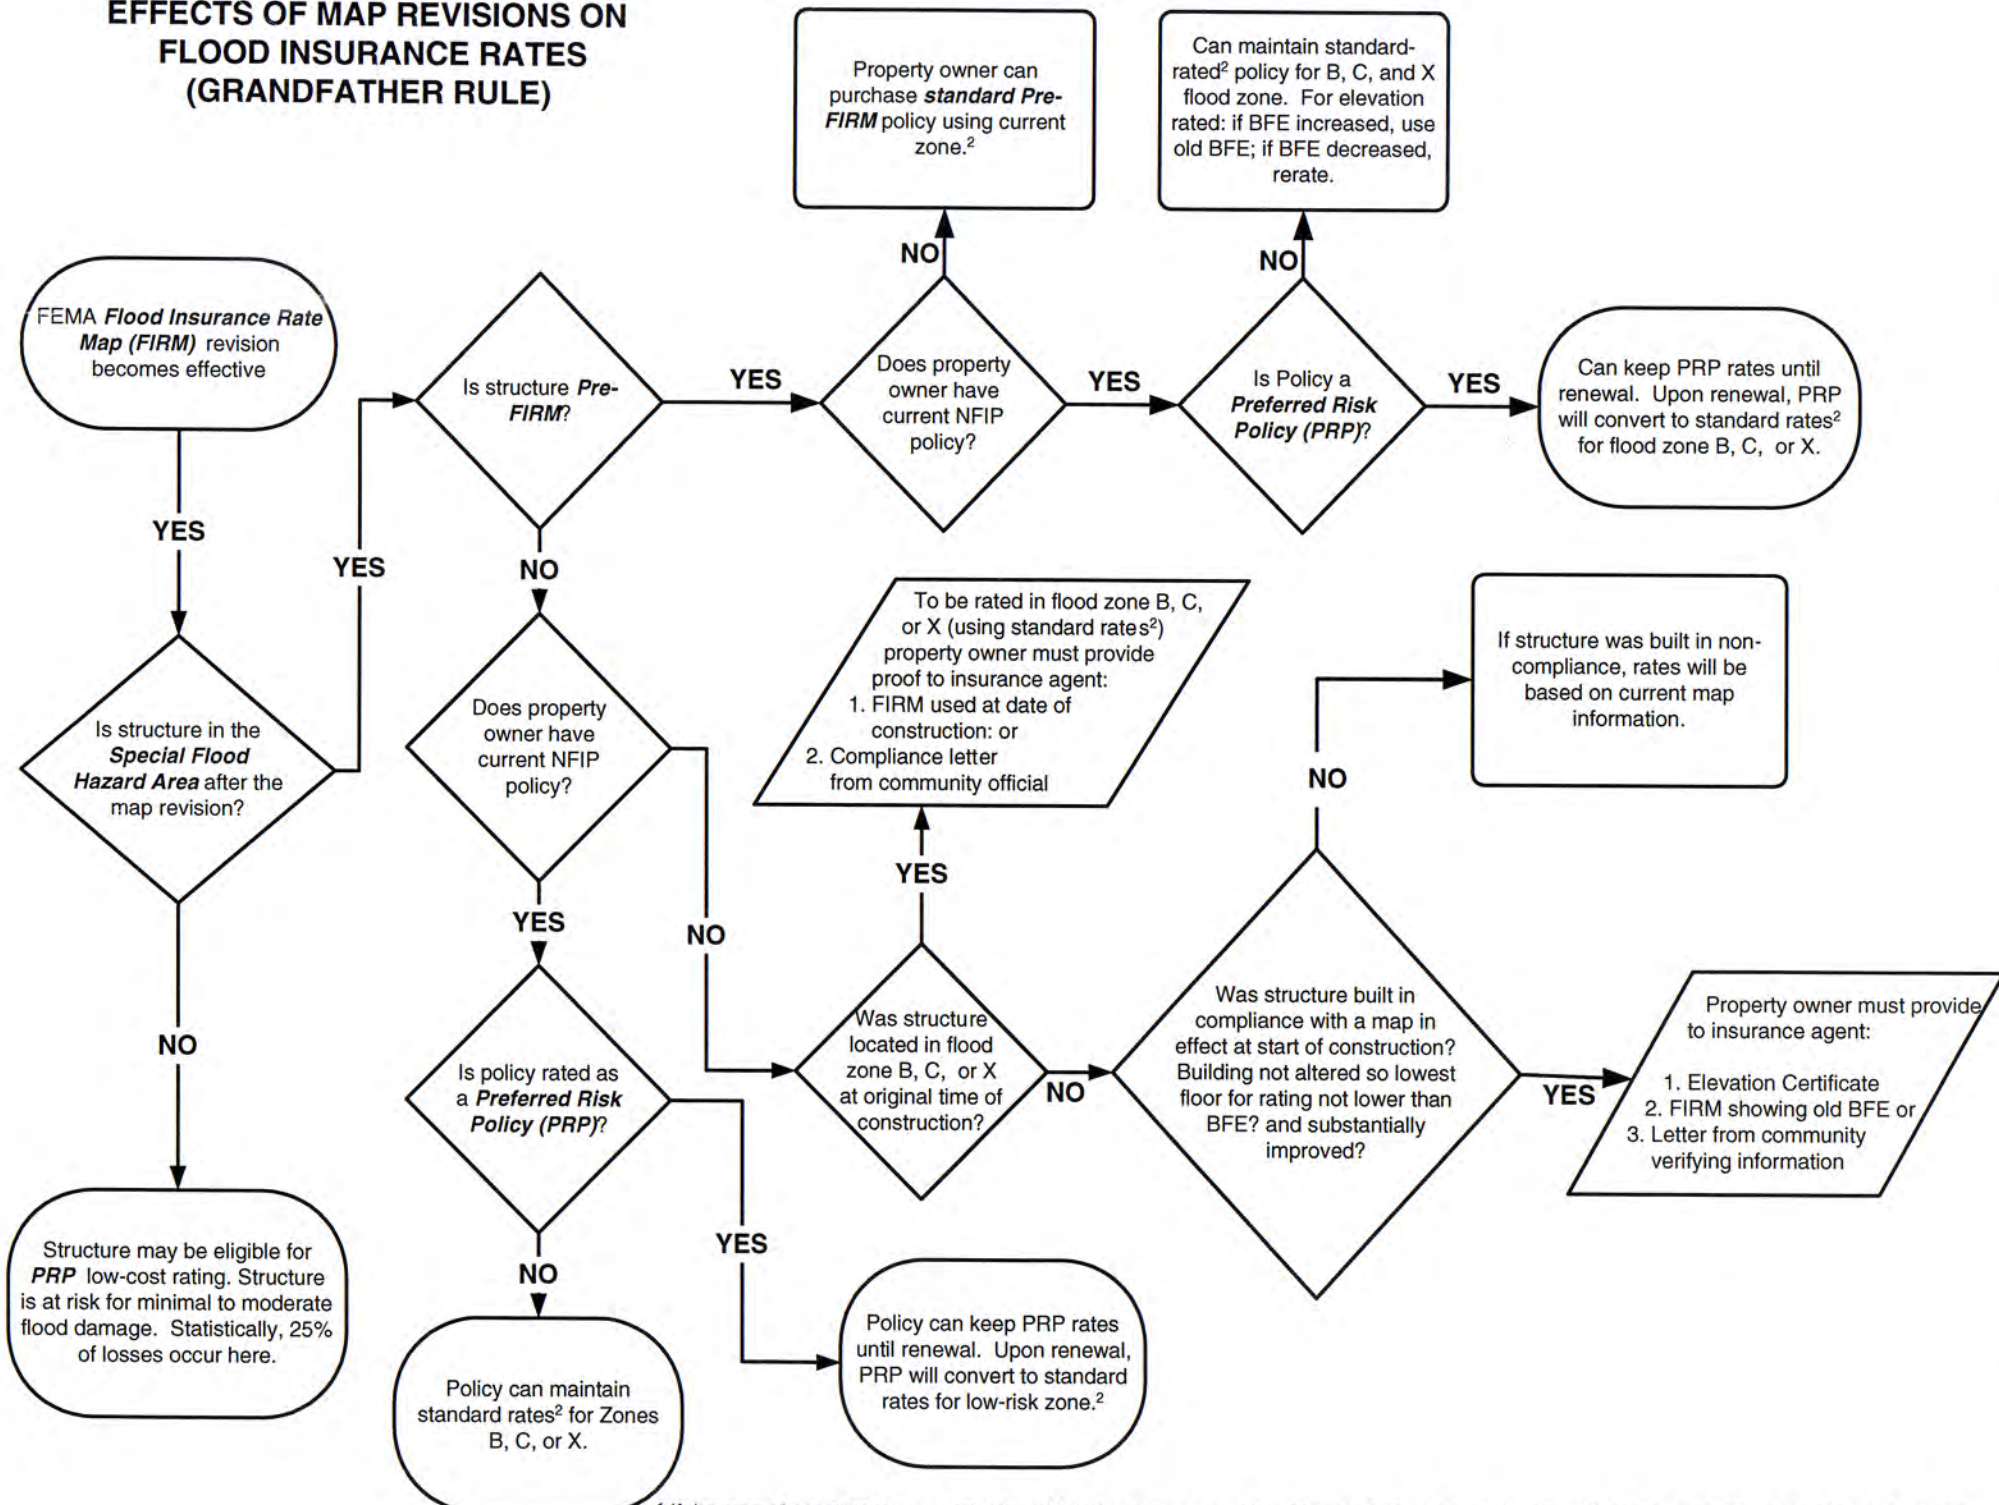 EFFECTS OF MAP REVISIONS ON
FLOOD INSURANCE RATES
(GRANDFATHER RULE)
Property owner can
purchase standard Pre-
FIRM policy using current
zone.²
Can maintain standard-
rated² policy for B, C, and X
flood zone. For elevation
rated: if BFE increased, use
old BFE; if BFE decreased,
rerate.
NO
NO
FEMA Flood Insurance Rate
Map (FIRM) revision
becomes effective
Is structure Pre-
FIRM?
YES
Does property
owner have
current NFIP
policy?
YES
Is Policy a
Preferred Risk
Policy (PRP)?
YES
Can keep PRP rates until
renewal. Upon renewal, PRP
will convert to standard rates²
for flood zone B, C, or X.
YES
YES
NO
To be rated in flood zone B, C,
or X (using standard rates²)
property owner must provide
proof to insurance agent:
1. FIRM used at date of
construction: or
2. Compliance letter
from community official
If structure was built in non-
compliance, rates will be
based on current map
information.
Is structure in the
Special Flood
Hazard Area after the
map revision?
Does property
owner have
current NFIP
policy?
NO
YES
YES
NO
NO
Is policy rated as
a Preferred Risk
Policy (PRP)?
Was structure
located in flood
zone B, C, or X
at original time of
construction?
NO
Was structure built in
compliance with a map in
effect at start of construction?
Building not altered so lowest
floor for rating not lower than
BFE? and substantially
improved?
YES
Property owner must provide
to insurance agent:
1. Elevation Certificate
2. FIRM showing old BFE or
3. Letter from community
verifying information
Structure may be eligible for
PRP low-cost rating. Structure
is at risk for minimal to moderate
flood damage. Statistically, 25%
of losses occur here.
NO
YES
Policy can maintain
standard rates² for Zones
B, C, or X.
Policy can keep PRP rates
until renewal. Upon renewal,
PRP will convert to standard
rates for low-risk zone.²